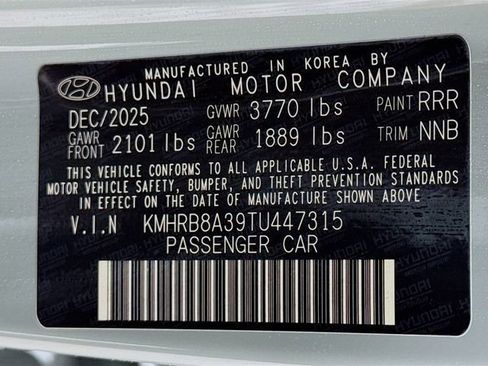 MANUFACTURED IN KOREA BY
HYUNDAI MOTOR COMPANY
DEC/2025 GVWR 3770 lbs PAINT RRR
GAWR FRONT 2101 lbs GAWR REAR 1889 lbs TRIM NNB
THIS VEHICLE CONFORMS TO ALL APPLICABLE U.S.A. FEDERAL
MOTOR VEHICLE SAFETY, BUMPER, AND THEFT PREVENTION STANDARDS
IN EFFECT ON THE DATE OF MANUFACTURE SHOWN ABOVE.
V.I.N KMHRB8A39TU447315
PASSENGER CAR